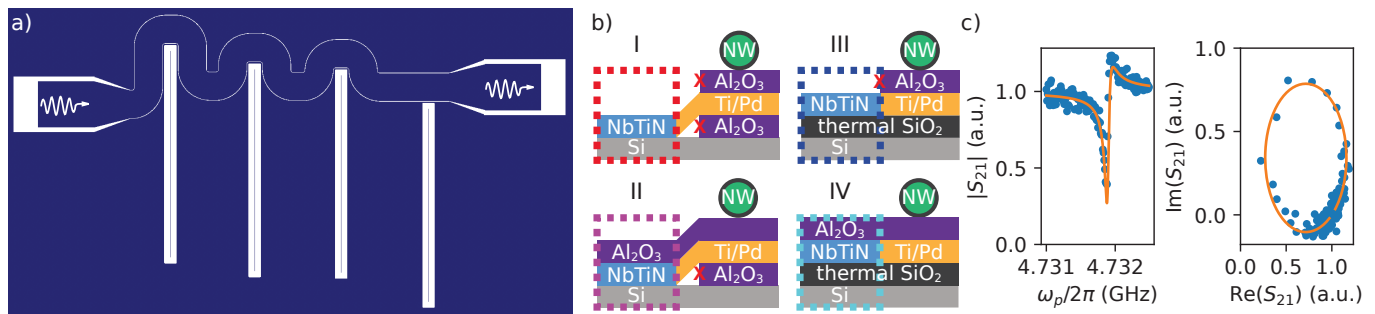 a)
b)
I
NW
X
Al₂O₃
Ti/Pd
NbTiN
X
Al₂O₃
Si
II
NW
Al₂O₃
Ti/Pd
NbTiN
X
Al₂O₃
Si
III
NW
X
Al₂O₃
NbTiN
Ti/Pd
thermal SiO₂
Si
IV
NW
Al₂O₃
NbTiN
Ti/Pd
thermal SiO₂
Si
c)
|S₂₁| (a.u.)
1.0
0.5
0.0
4.731
4.732
ωₚ/2π (GHz)
Im(S₂₁) (a.u.)
1.0
0.5
0.0
0.0
0.5
1.0
Re(S₂₁) (a.u.)